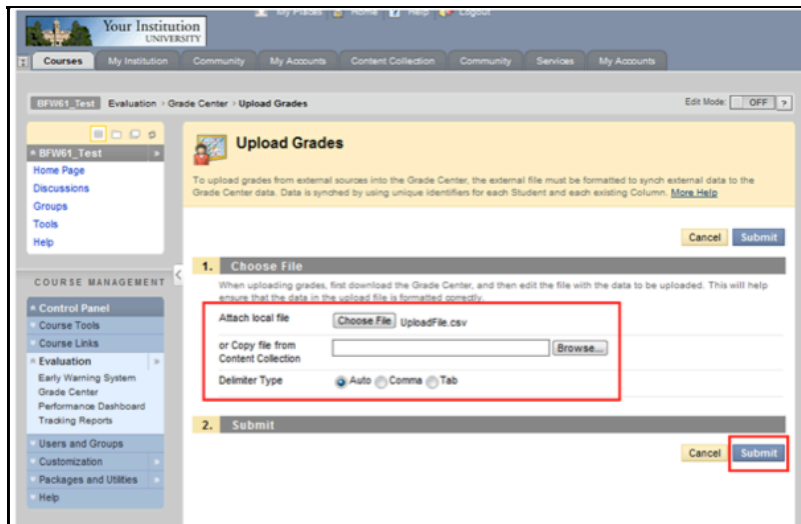 My Places Home Help Logout
Your Institution
UNIVERSITY
Courses My Institution Community My Accounts Content Collection Community Services My Accounts
BFW61_Test Evaluation > Grade Center > Upload Grades Edit Mode: OFF ?
BFW61_Test
Home Page
Discussions
Groups
Tools
Help
COURSE MANAGEMENT
Control Panel
Course Tools
Course Links
Evaluation
Early Warning System
Grade Center
Performance Dashboard
Tracking Reports
Users and Groups
Customization
Packages and Utilities
Help
Upload Grades
To upload grades from external sources into the Grade Center, the external file must be formatted to synch external data to the
Grade Center data. Data is synched by using unique identifiers for each Student and each existing Column. More Help
Cancel Submit
1. Choose File
When uploading grades, first download the Grade Center, and then edit the file with the data to be uploaded. This will help
ensure that the data in the upload file is formatted correctly.
Attach local file Choose File UploadFile.csv
or Copy file from
Content Collection Browse...
Delimiter Type Auto Comma Tab
2. Submit
Cancel Submit